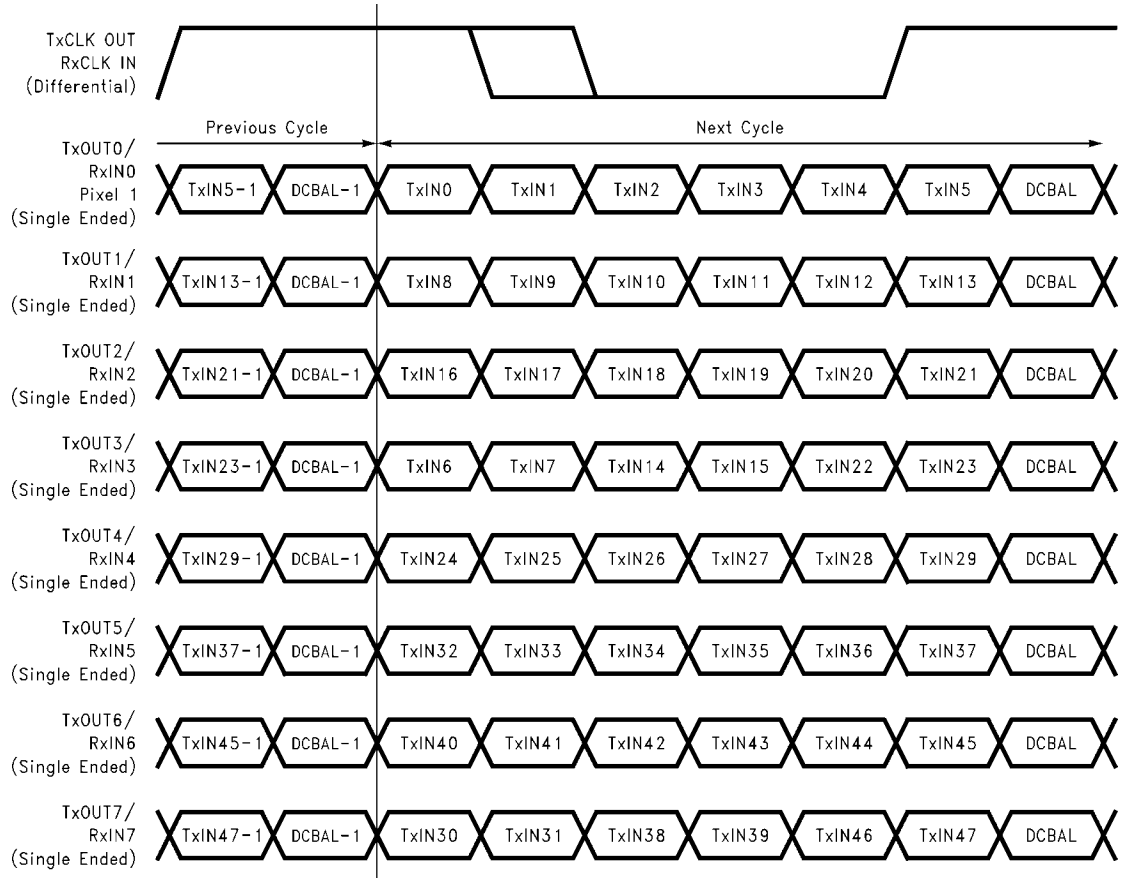 TxCLK OUT
RxCLK IN
(Differential)
Previous Cycle
Next Cycle
TxOUT0/
RxIN0
Pixel 1
(Single Ended)
TxIN5-1 DCBAL-1 TxIN0 TxIN1 TxIN2 TxIN3 TxIN4 TxIN5 DCBAL
TxOUT1/
RxIN1
(Single Ended)
TxIN13-1 DCBAL-1 TxIN8 TxIN9 TxIN10 TxIN11 TxIN12 TxIN13 DCBAL
TxOUT2/
RxIN2
(Single Ended)
TxIN21-1 DCBAL-1 TxIN16 TxIN17 TxIN18 TxIN19 TxIN20 TxIN21 DCBAL
TxOUT3/
RxIN3
(Single Ended)
TxIN23-1 DCBAL-1 TxIN6 TxIN7 TxIN14 TxIN15 TxIN22 TxIN23 DCBAL
TxOUT4/
RxIN4
(Single Ended)
TxIN29-1 DCBAL-1 TxIN24 TxIN25 TxIN26 TxIN27 TxIN28 TxIN29 DCBAL
TxOUT5/
RxIN5
(Single Ended)
TxIN37-1 DCBAL-1 TxIN32 TxIN33 TxIN34 TxIN35 TxIN36 TxIN37 DCBAL
TxOUT6/
RxIN6
(Single Ended)
TxIN45-1 DCBAL-1 TxIN40 TxIN41 TxIN42 TxIN43 TxIN44 TxIN45 DCBAL
TxOUT7/
RxIN7
(Single Ended)
TxIN47-1 DCBAL-1 TxIN30 TxIN31 TxIN38 TxIN39 TxIN46 TxIN47 DCBAL